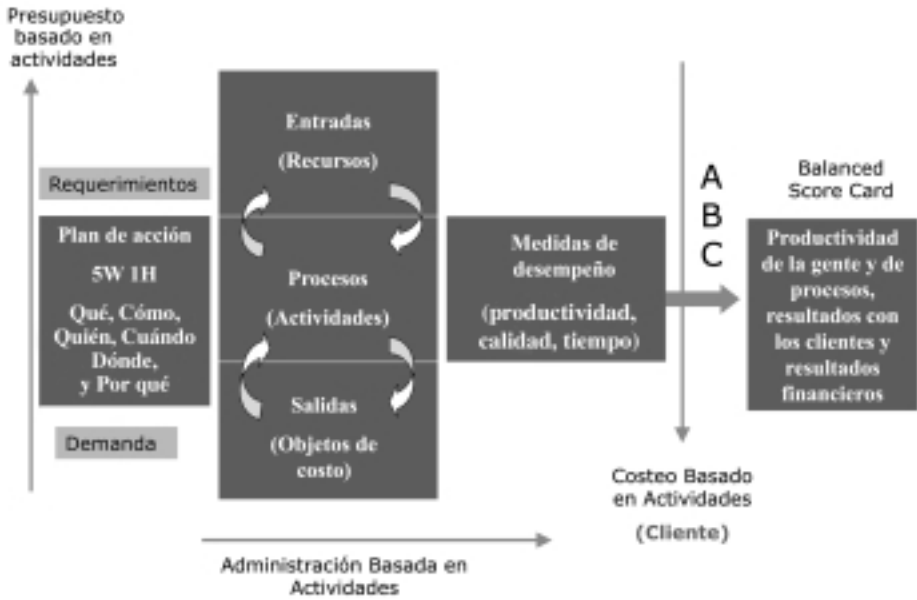 Presupuesto
basado en
actividades
Requerimientos
Plan de acción
5W 1H
Qué, Cómo,
Quién, Cuándo
Dónde,
y Por qué
Demanda
Entradas
(Recursos)
Procesos
(Actividades)
Salidas
(Objetos de
costo)
Medidas de
desempeño
(productividad,
calidad, tiempo)
A
B
C
Balanced
Score Card
Productividad
de la gente y de
procesos,
resultados con
los clientes y
resultados
financieros
Costeo Basado
en Actividades
(Cliente)
Administración Basada en
Actividades